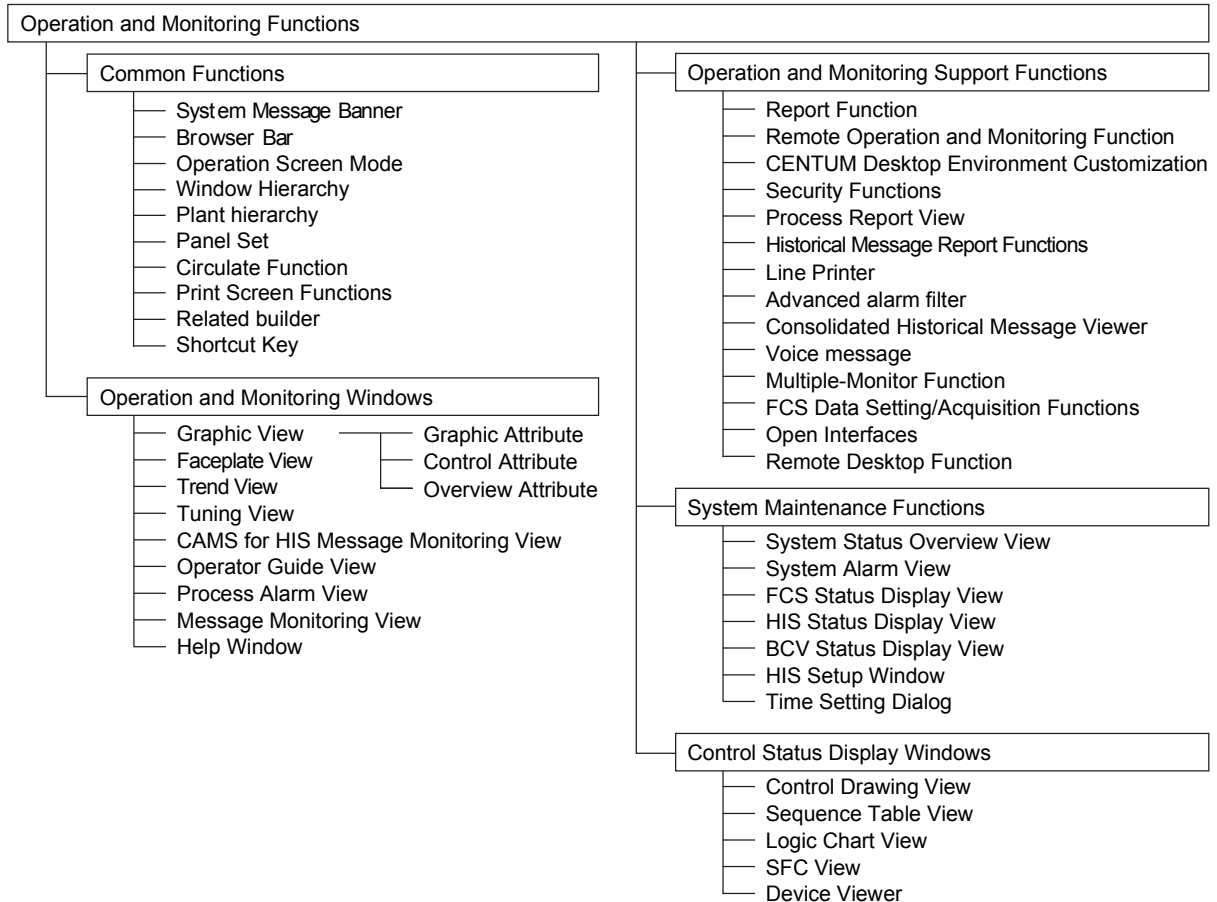 Operation and Monitoring Functions
Common Functions
System Message Banner
Browser Bar
Operation Screen Mode
Window Hierarchy
Plant hierarchy
Panel Set
Circulate Function
Print Screen Functions
Related builder
Shortcut Key
Operation and Monitoring Windows
Graphic View
Graphic Attribute
Control Attribute
Overview Attribute
Faceplate View
Trend View
Tuning View
CAMS for HIS Message Monitoring View
Operator Guide View
Process Alarm View
Message Monitoring View
Help Window
Operation and Monitoring Support Functions
Report Function
Remote Operation and Monitoring Function
CENTUM Desktop Environment Customization
Security Functions
Process Report View
Historical Message Report Functions
Line Printer
Advanced alarm filter
Consolidated Historical Message Viewer
Voice message
Multiple-Monitor Function
FCS Data Setting/Acquisition Functions
Open Interfaces
Remote Desktop Function
System Maintenance Functions
System Status Overview View
System Alarm View
FCS Status Display View
HIS Status Display View
BCV Status Display View
HIS Setup Window
Time Setting Dialog
Control Status Display Windows
Control Drawing View
Sequence Table View
Logic Chart View
SFC View
Device Viewer